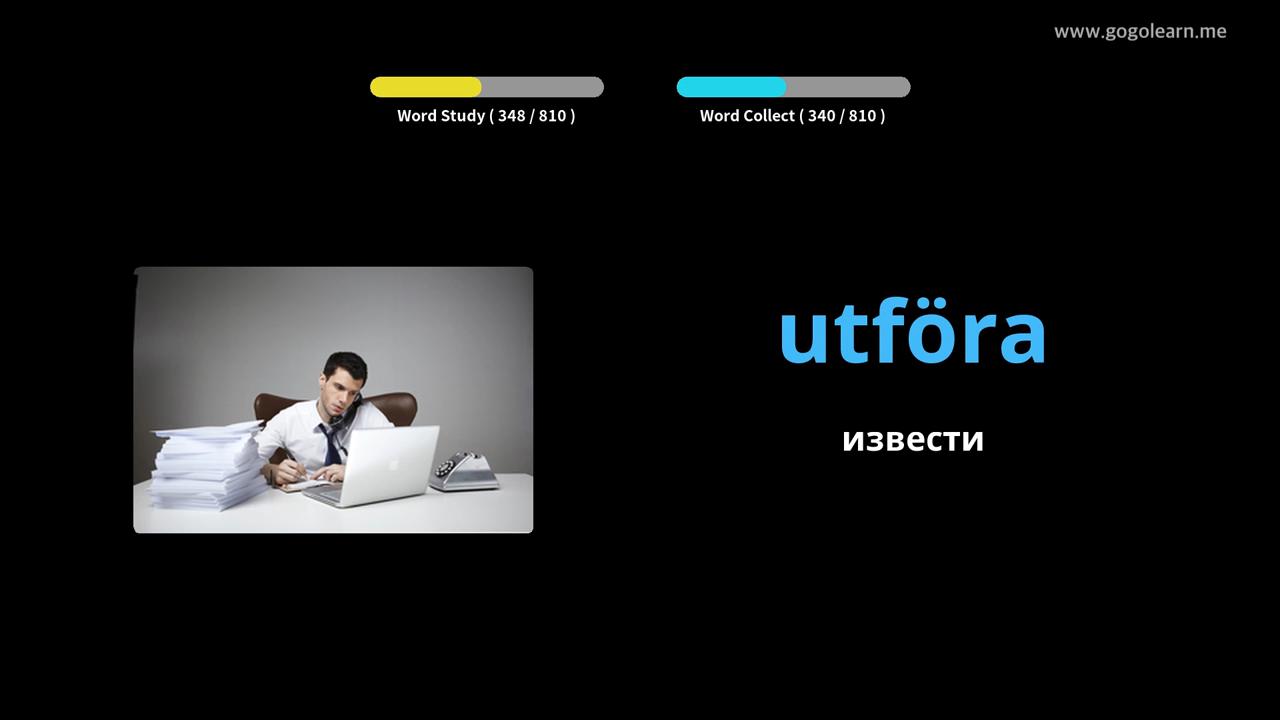 www.gogolearn.me
Word Study ( 348 / 810 )
Word Collect ( 340 / 810 )
utföra
извести